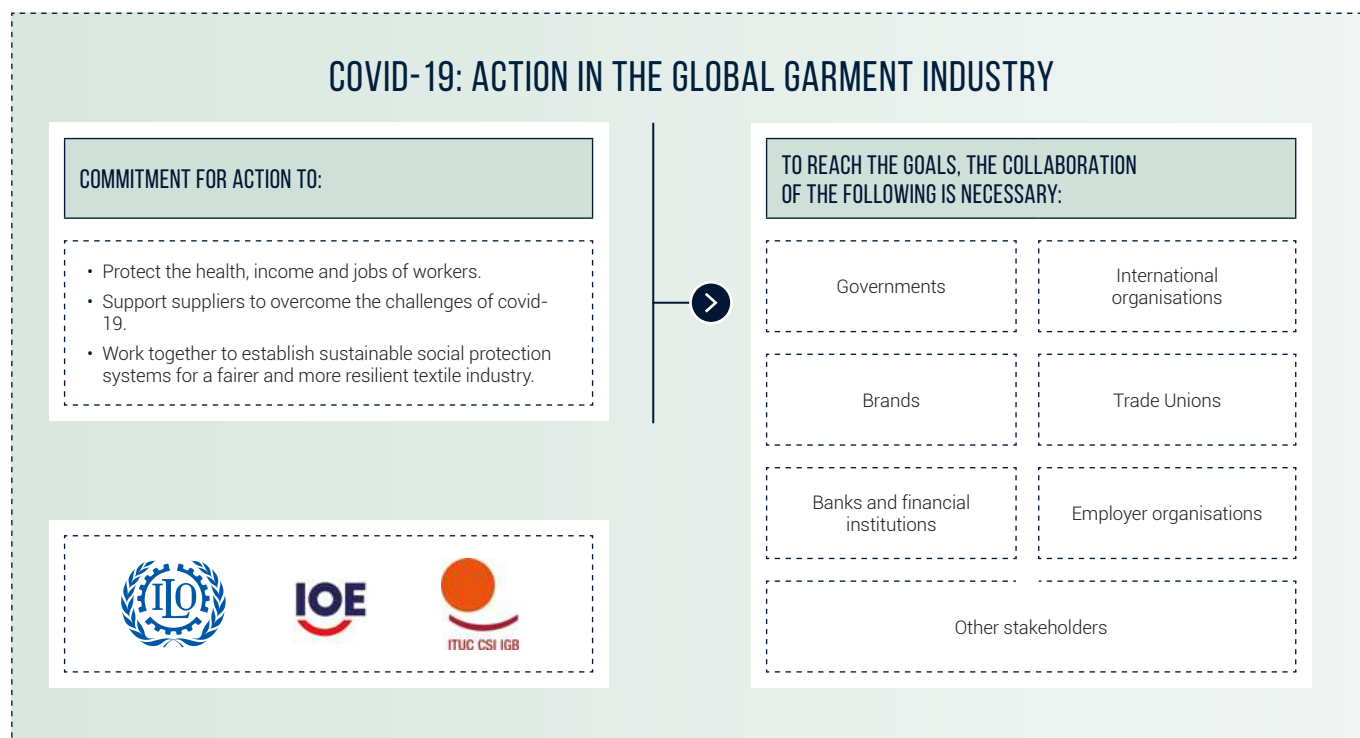 COVID-19: ACTION IN THE GLOBAL GARMENT INDUSTRY
COMMITMENT FOR ACTION TO:
• Protect the health, income and jobs of workers.
• Support suppliers to overcome the challenges of covid-
19.
• Work together to establish sustainable social protection
systems for a fairer and more resilient textile industry.
ILO
IOE
ITUC CSI IGB
TO REACH THE GOALS, THE COLLABORATION
OF THE FOLLOWING IS NECESSARY:
Governments
International
organisations
Brands
Trade Unions
Banks and financial
institutions
Employer organisations
Other stakeholders